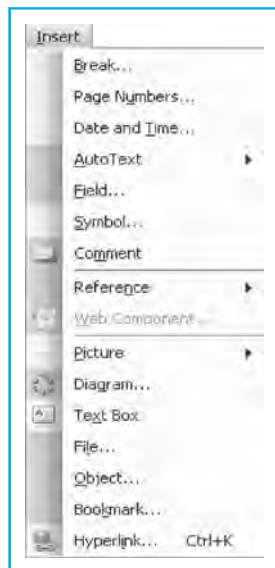 Insert
Break...
Page Numbers...
Date and Time...
AutoText
Field...
Symbol...
Comment
Reference
Web Component...
Picture
Diagram...
Text Box
File...
Object...
Bookmark...
Hyperlink... Ctrl+K